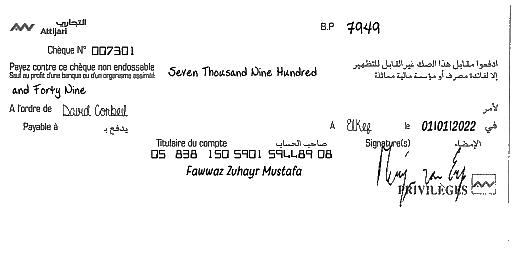 التجاري
Attijari
B.P 7949
Chèque N° 007301
Payez contre ce chèque non endossable
Sauf au profit d'une banque ou d'un organisme assimilé
Seven Thousand Nine Hundred
ادفعوا مقابل هذا الصك غير القابل للتظهير
إلا لفائدة مصرف أو مؤسسة مالية مماثلة
and Forty Nine
A l'ordre de David Corbeil لأمر
Payable à يدفع بـ A ElKef le 01/01/2022 في
Titulaire du compte صاحب الحساب Signature(s) الإمضاء
05 838 150 5901 594489 08
Fawwaz Zuhayr Mustafa
PRIVILÈGES